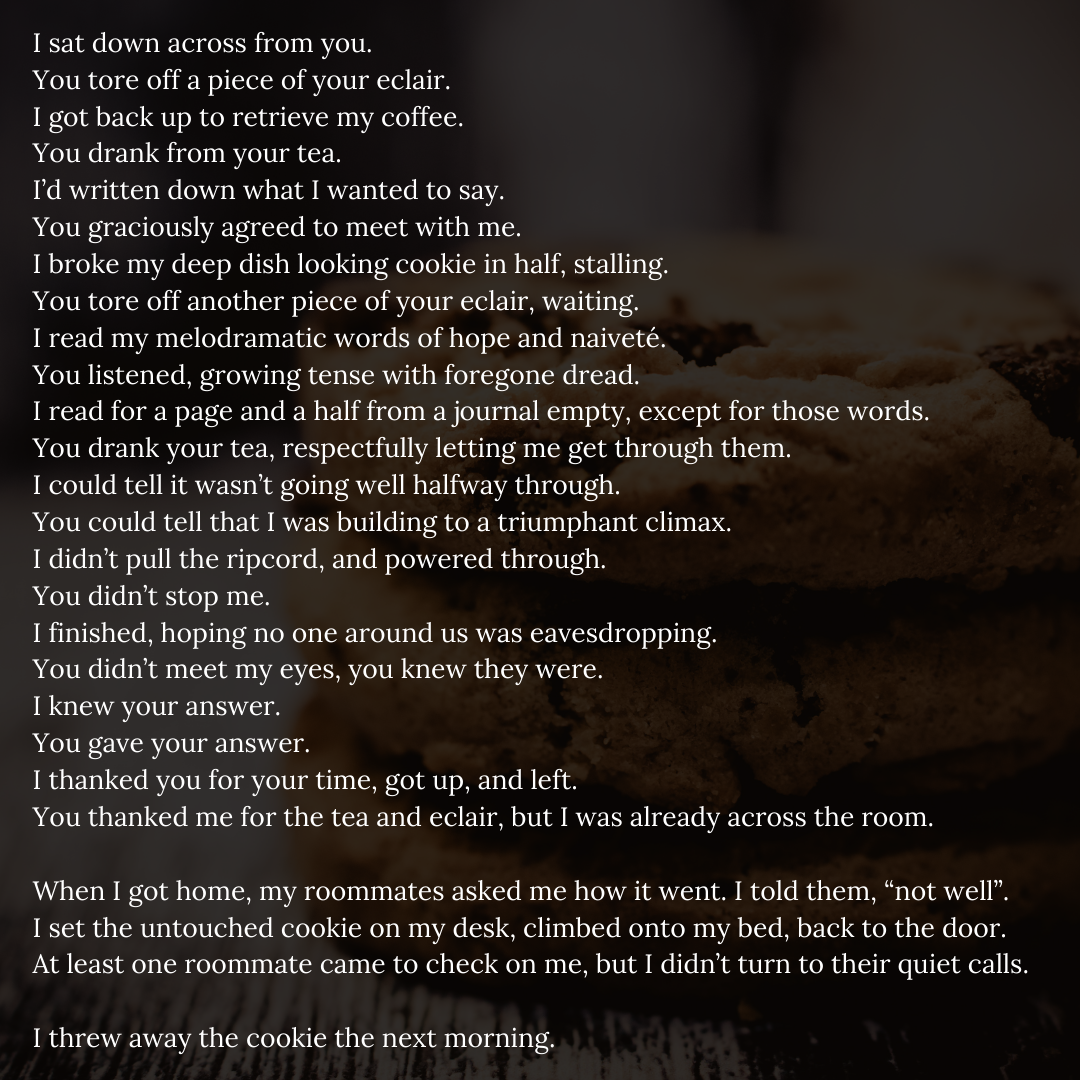 I sat down across from you.
You tore off a piece of your eclair.
I got back up to retrieve my coffee.
You drank from your tea.
I’d written down what I wanted to say.
You graciously agreed to meet with me.
I broke my deep dish looking cookie in half, stalling.
You tore off another piece of your eclair, waiting.
I read my melodramatic words of hope and naiveté.
You listened, growing tense with foregone dread.
I read for a page and a half from a journal empty, except for those words.
You drank your tea, respectfully letting me get through them.
I could tell it wasn’t going well halfway through.
You could tell that I was building to a triumphant climax.
I didn’t pull the ripcord, and powered through.
You didn’t stop me.
I finished, hoping no one around us was eavesdropping.
You didn’t meet my eyes, you knew they were.
I knew your answer.
You gave your answer.
I thanked you for your time, got up, and left.
You thanked me for the tea and eclair, but I was already across the room.
When I got home, my roommates asked me how it went. I told them, “not well”.
I set the untouched cookie on my desk, climbed onto my bed, back to the door.
At least one roommate came to check on me, but I didn’t turn to their quiet calls.
I threw away the cookie the next morning.